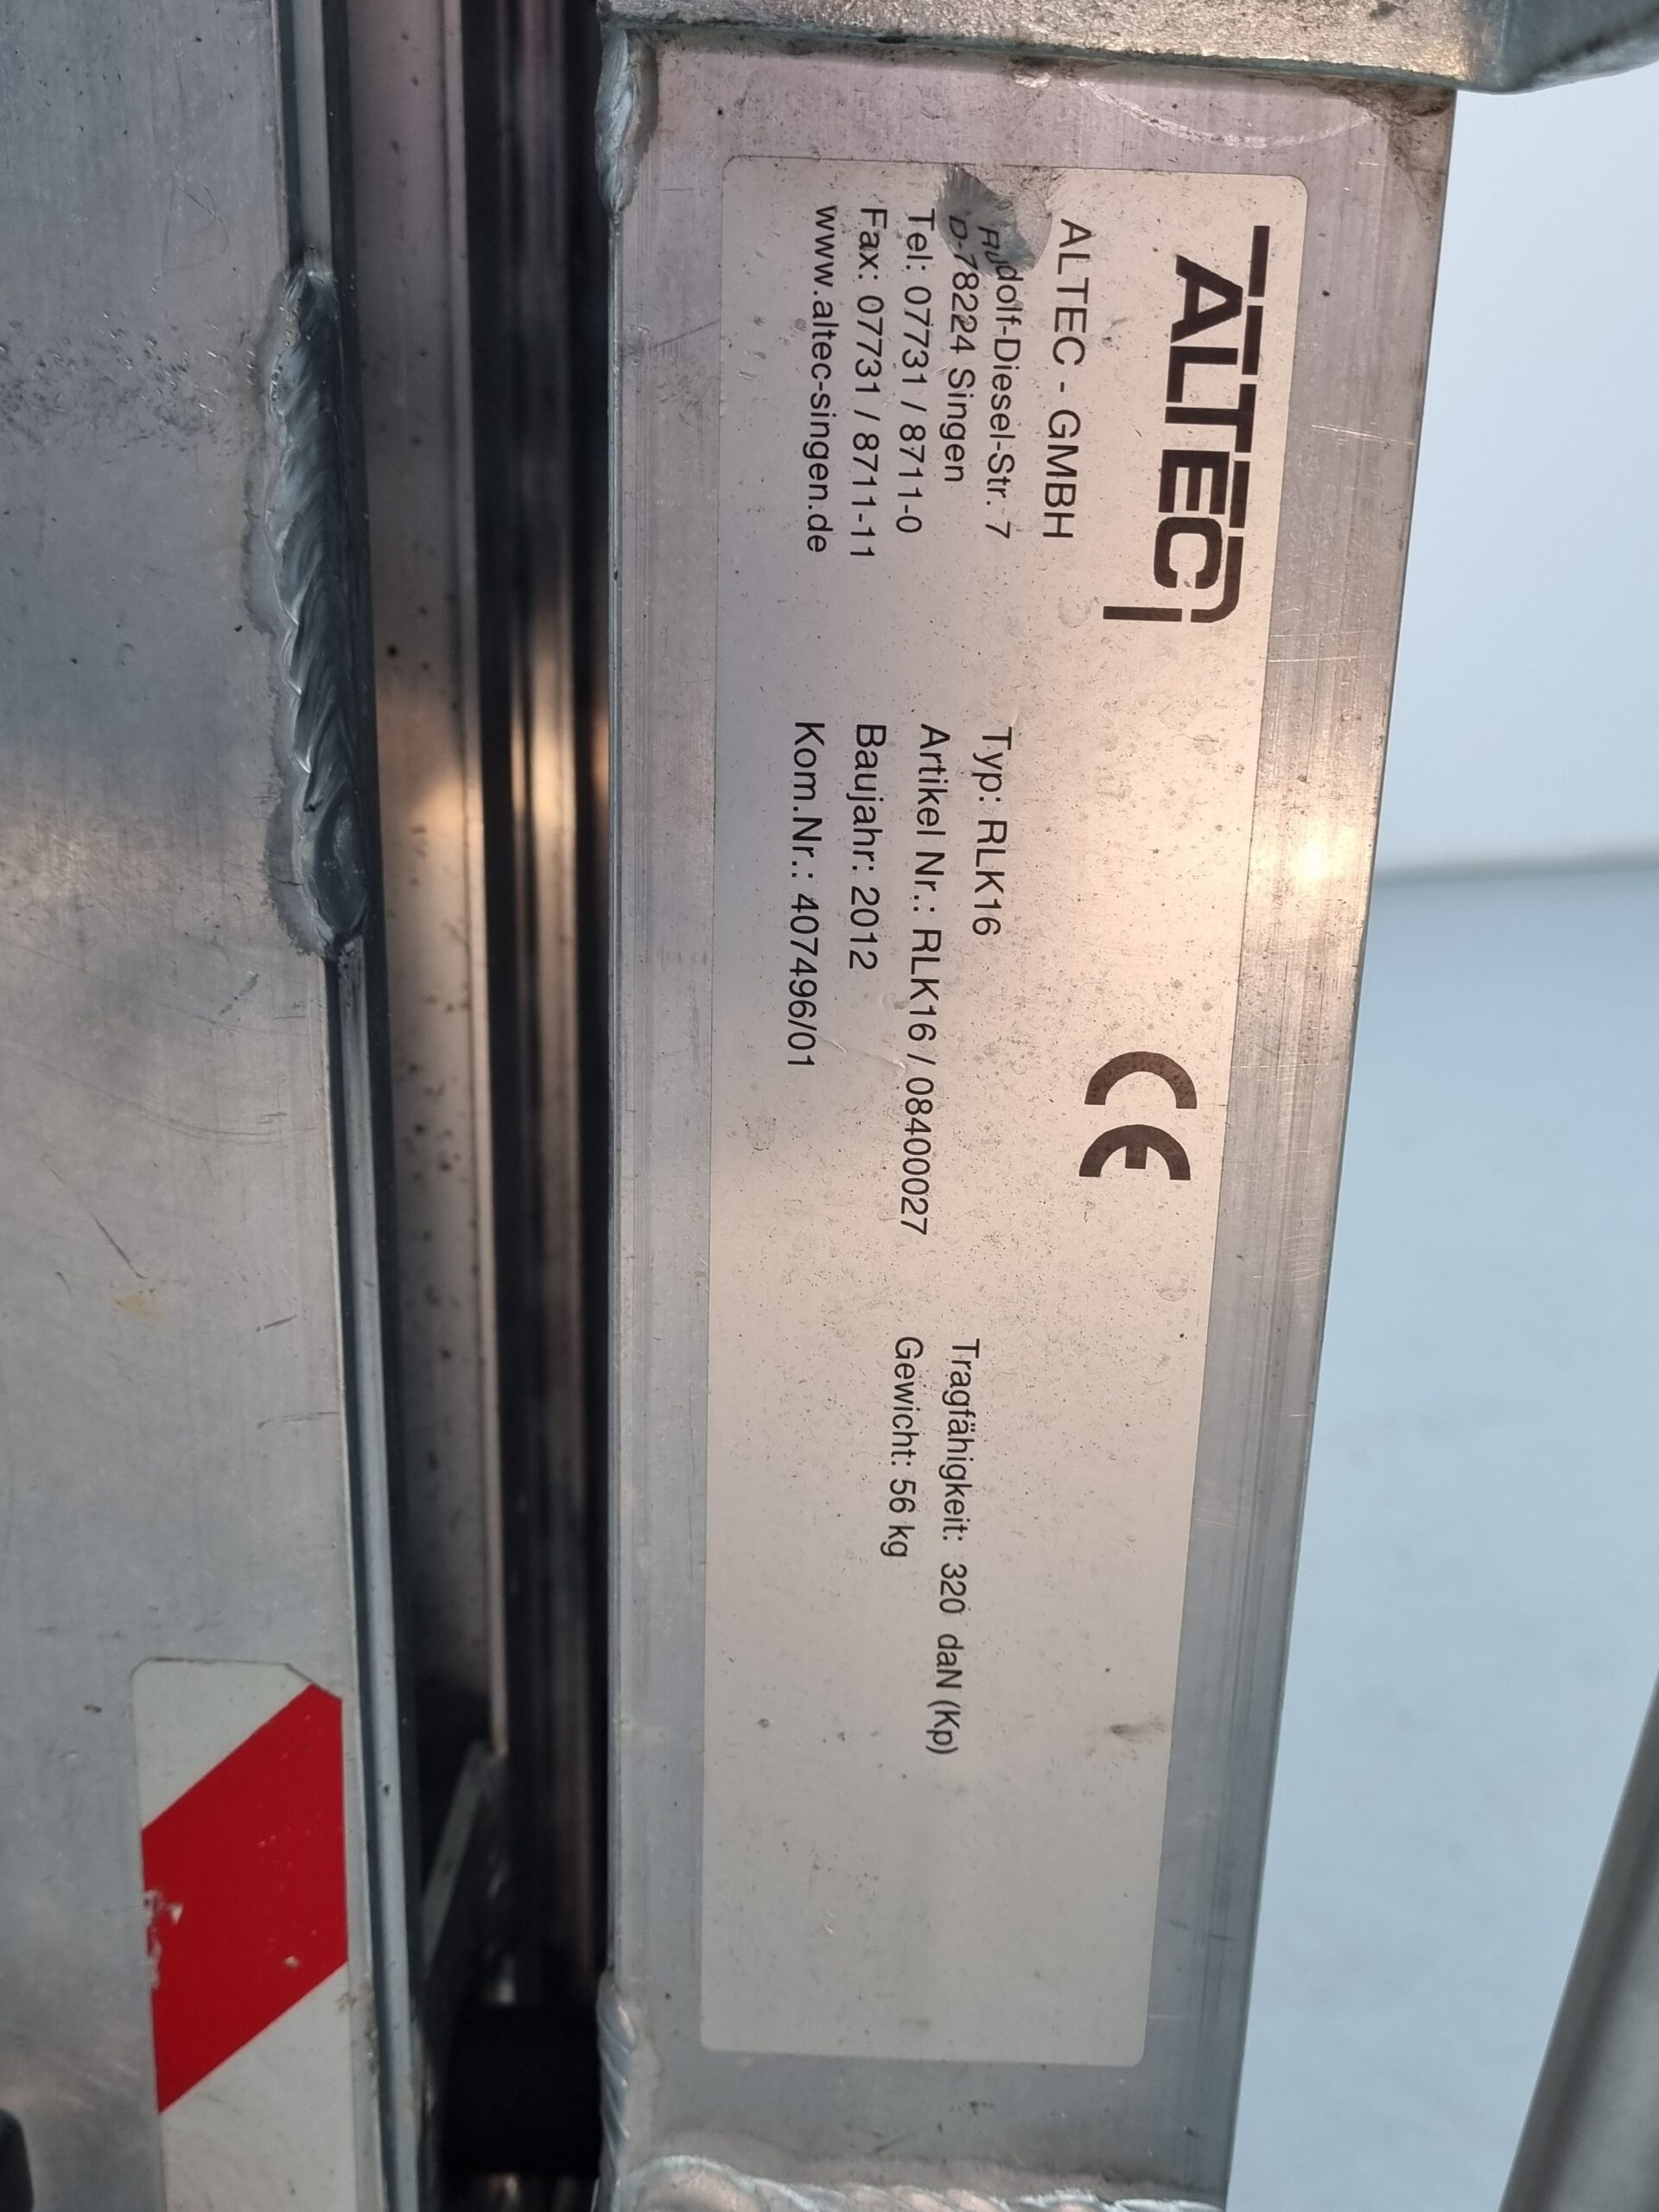 ALTEC
ALTEC - GMBH
Rudolf-Diesel-Str. 7
D-78224 Singen
Tel: 07731 / 8711-0
Fax: 07731 / 8711-11
www.altec-singen.de
CE
Typ: RLK16
Artikel Nr.: RLK16 / 08400027
Baujahr: 2012
Kom.Nr.: 407496/01
Tragfähigkeit: 320 daN (Kp)
Gewicht: 56 kg